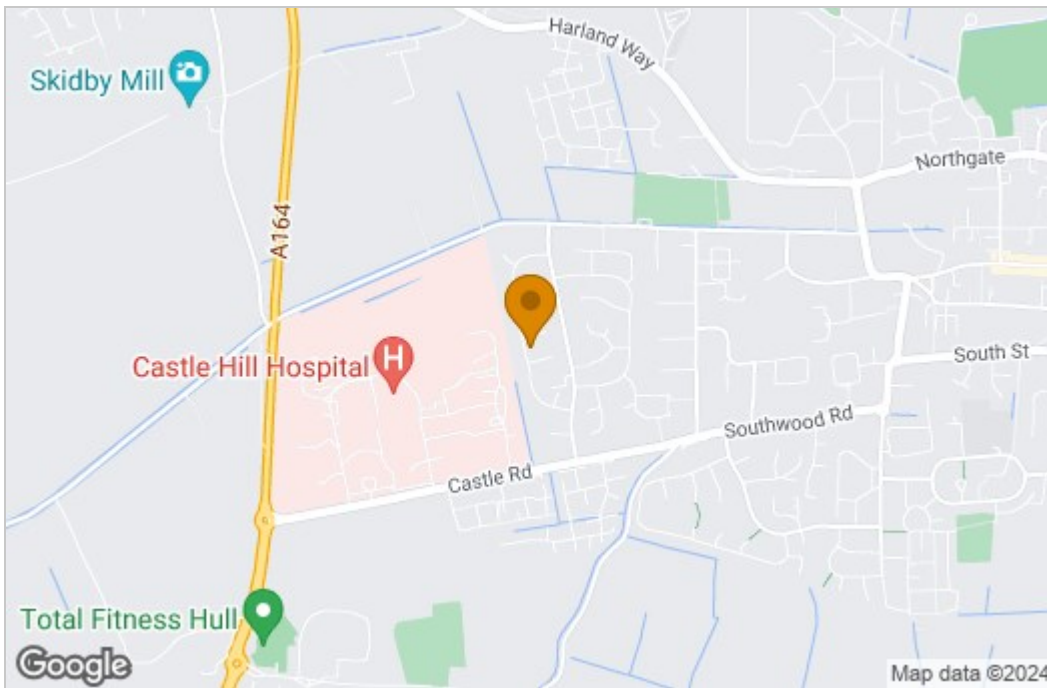 Harland Way
Skidby Mill
Northgate
A164
Castle Hill Hospital
H
South St
Southwood Rd
Castle Rd
Total Fitness Hull
Google
Map data ©2024